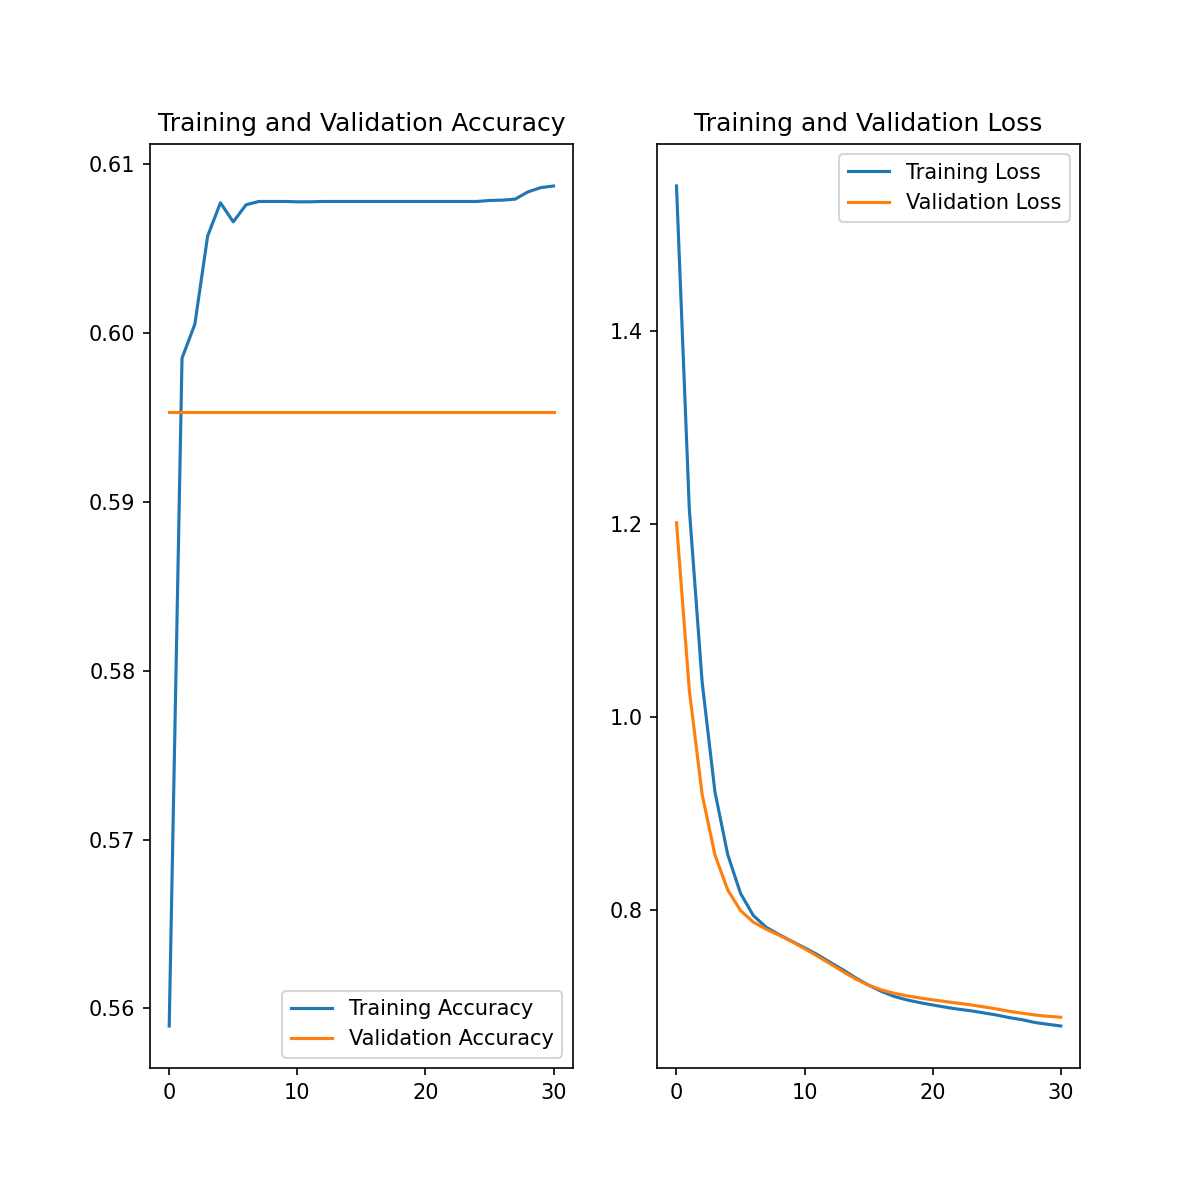 Training and Validation Accuracy
0.61
0.60
0.59
0.58
0.57
0.56
Training Accuracy
Validation Accuracy
0 10 20 30
Training and Validation Loss
Training Loss
Validation Loss
1.4
1.2
1.0
0.8
0 10 20 30